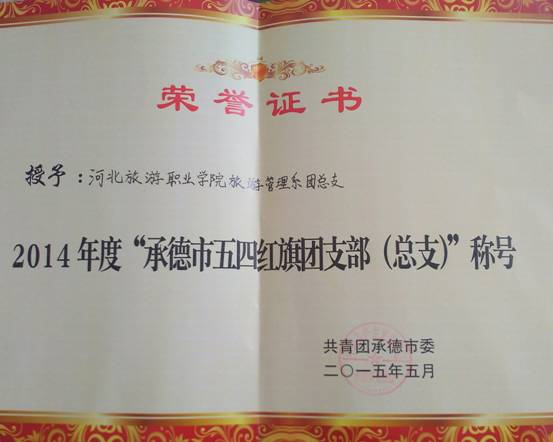 荣誉证书
授予：河北旅游职业学院旅游管理系团总支
2014年度“承德市五四红旗团支部（总支）”称号
共青团承德市委
二〇一五年五月